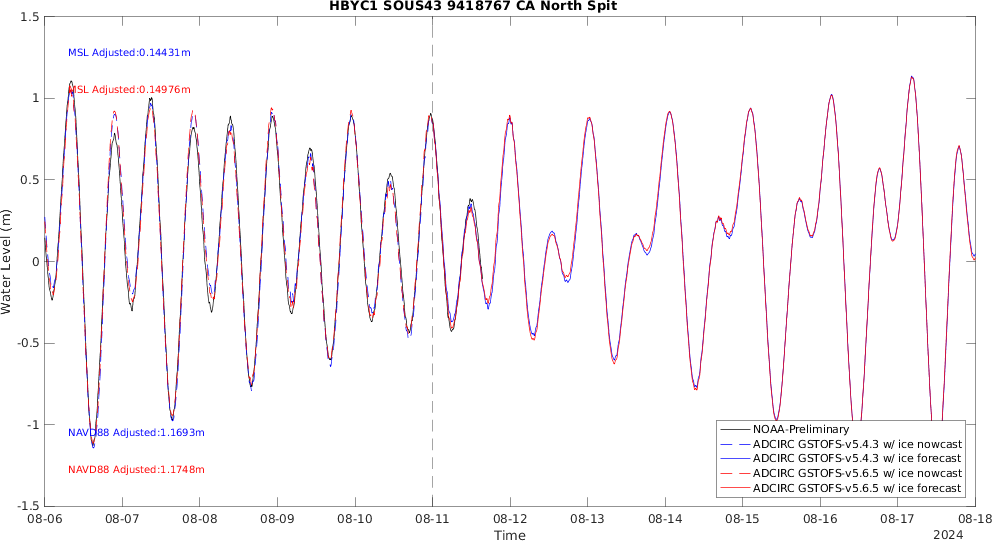 HBYC1 SOUS43 9418767 CA North Spit
MSL Adjusted:0.14431m
MSL Adjusted:0.14976m
NAVD88 Adjusted:1.1693m
NAVD88 Adjusted:1.1748m
Water Level (m)
1.5
1
0.5
0
-0.5
-1
-1.5
NOAA-Preliminary
ADCIRC GSTOFS-v5.4.3 w/ ice nowcast
ADCIRC GSTOFS-v5.4.3 w/ ice forecast
ADCIRC GSTOFS-v5.6.5 w/ ice nowcast
ADCIRC GSTOFS-v5.6.5 w/ ice forecast
08-06 08-07 08-08 08-09 08-10 08-11 08-12 08-13 08-14 08-15 08-16 08-17 08-18
Time
2024